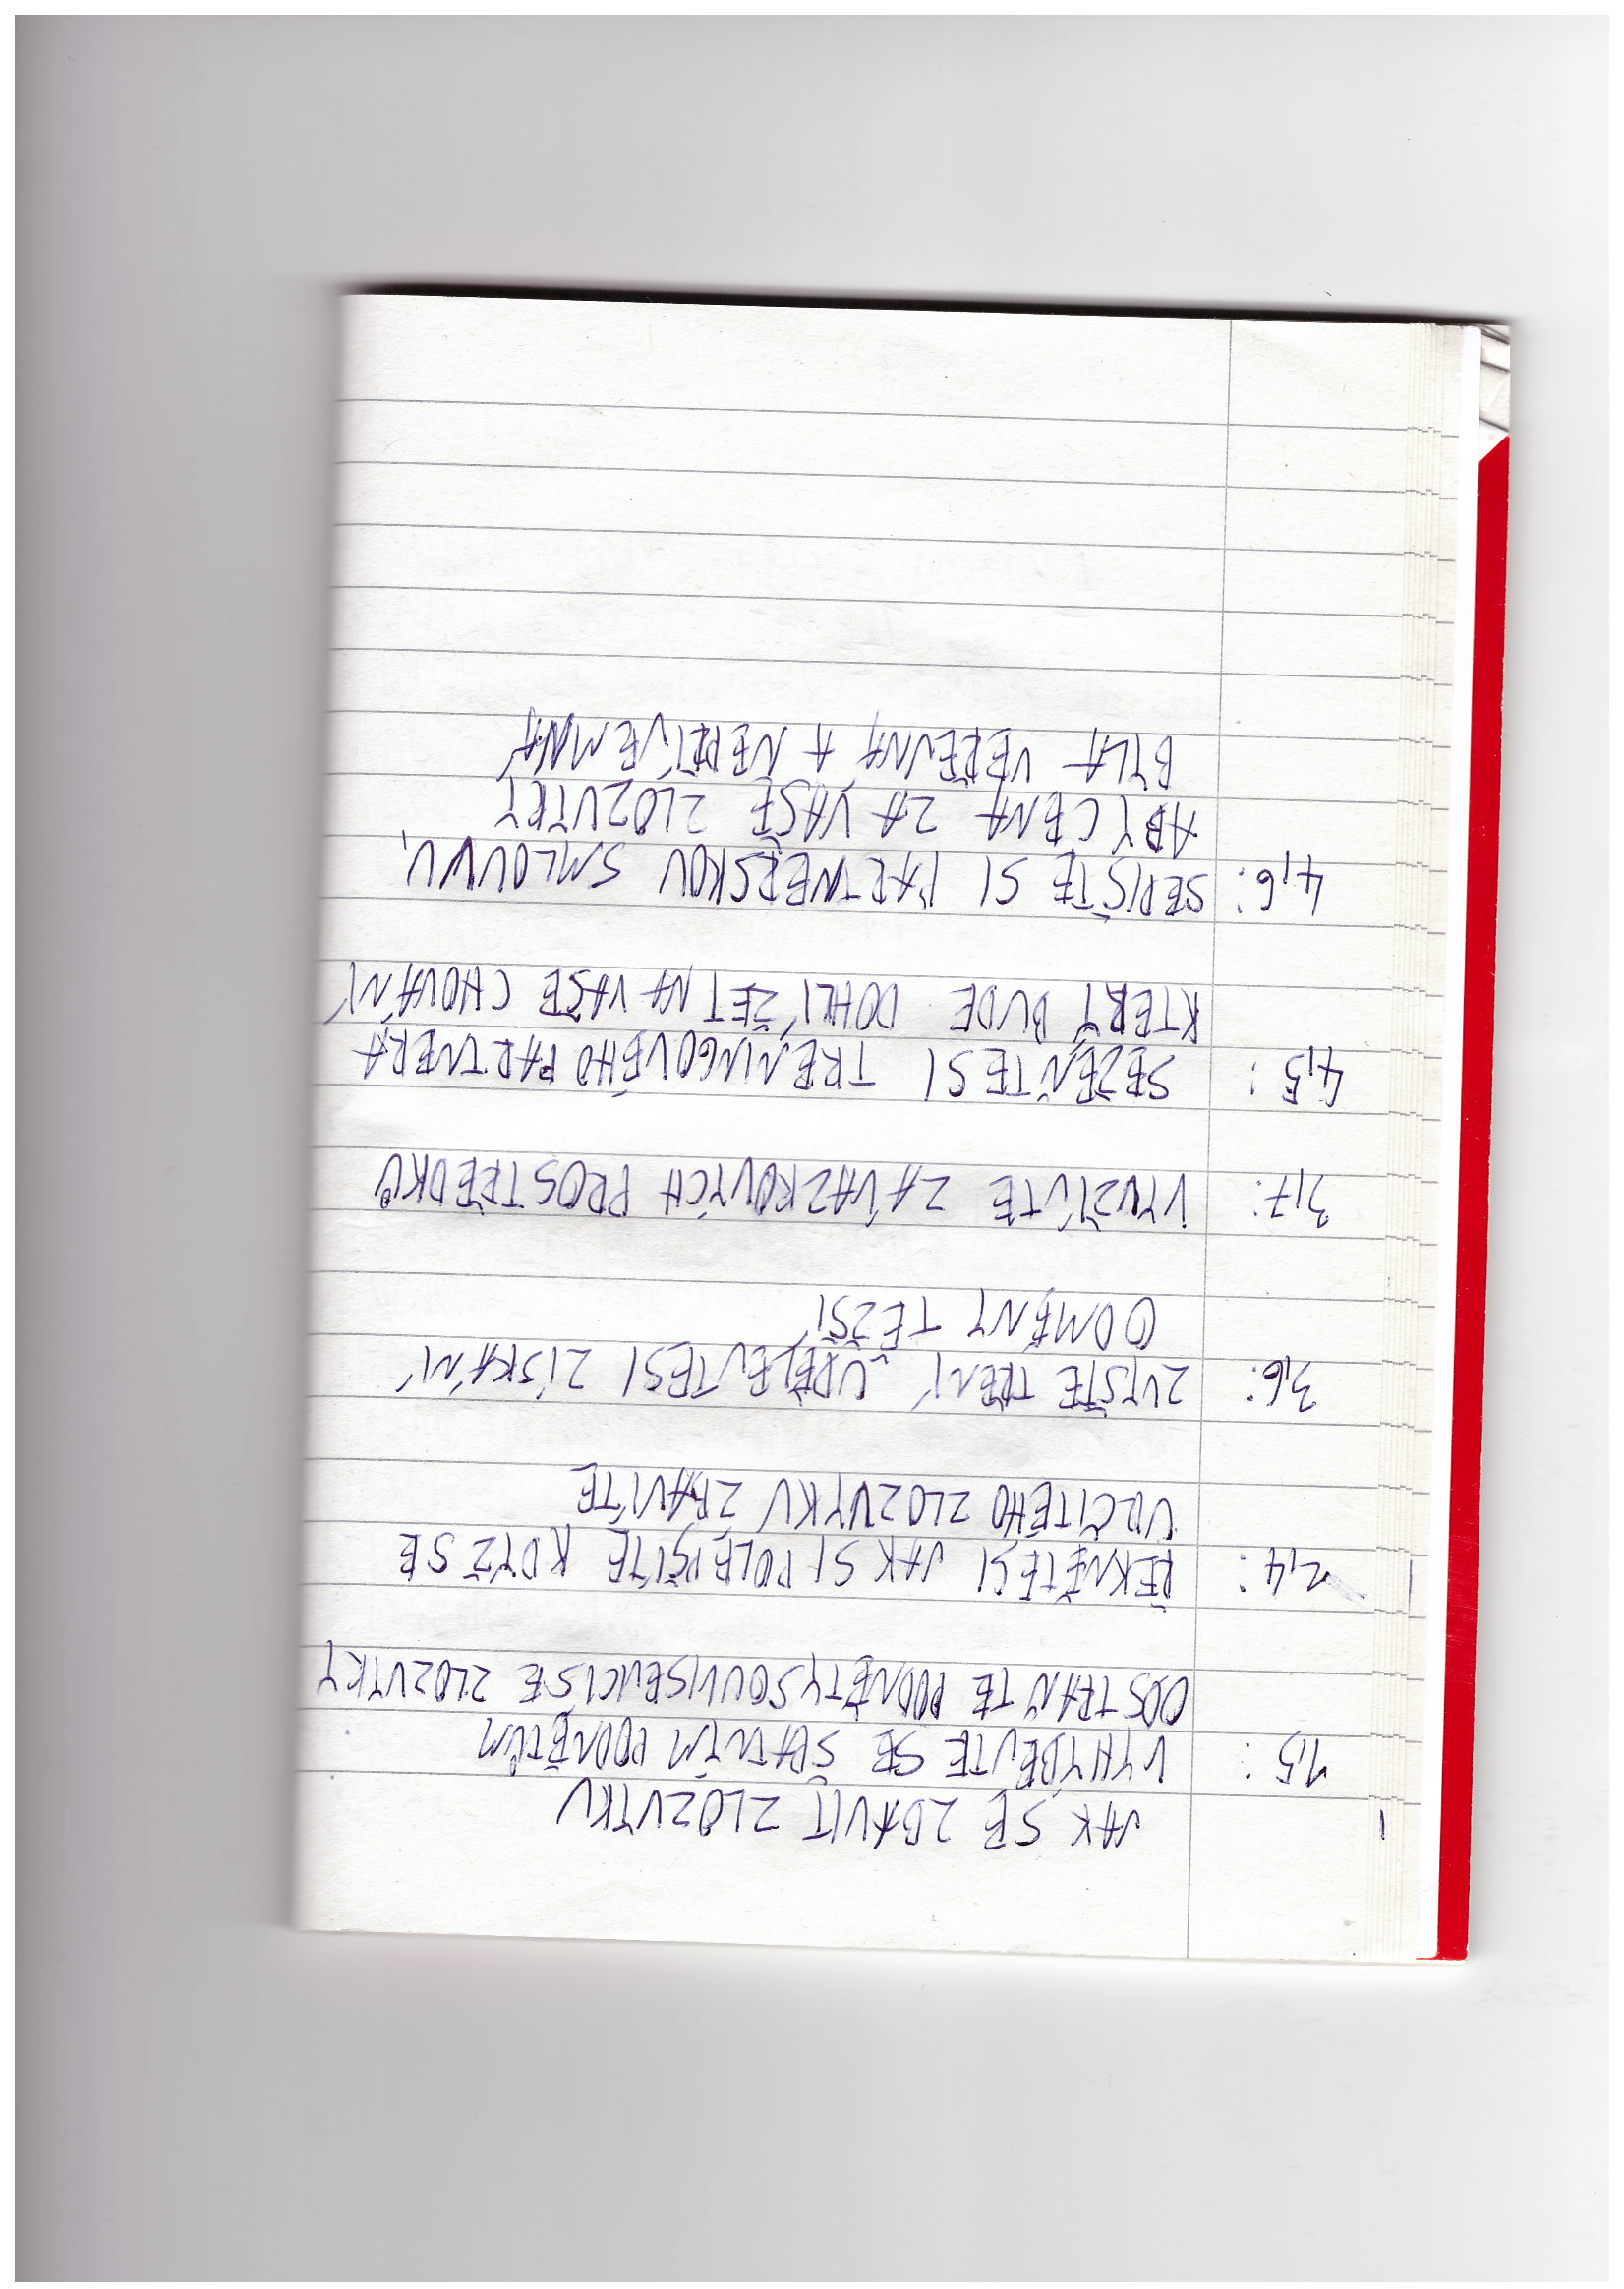 JAK SE ZBAVIT ZLOZVYKU
1,5: VYHÝBEJTE SE ŠPATNÝM PODNĚTŮM
ODSTRAŇTE PODNĚTY SOUVISEJICÍ SE ZLOZVYKY
2,4: ŘEKNĚTE SI JAK SI POLEPŠÍTE KDYŽ SE
URČITÉHO ZLOZVYKU ZBAVÍTE
3,6: ZVYŠTE TŘENÍ UDĚLEJTE SI ZÍSKÁNÍ
ODMĚNY TĚŽŠÍ
3,7: VYUŽÍJTE ZÁVAZKOVÝCH PROSTŘEDKŮ
4,5: SEŽEŇTE SI TRENINGOVÉHO PARTNERA
KTERÝ BUDE DOHLÍŽET NA VAŠE CHOVÁNÍ
4,6: SEPIŠTE SI PARTNERSKOU SMLOUVU,
ABY CENA ZA VAŠE ZLOZVYKY
BYLA VEŘEJNÁ A NEPŘÍJEMNÁ